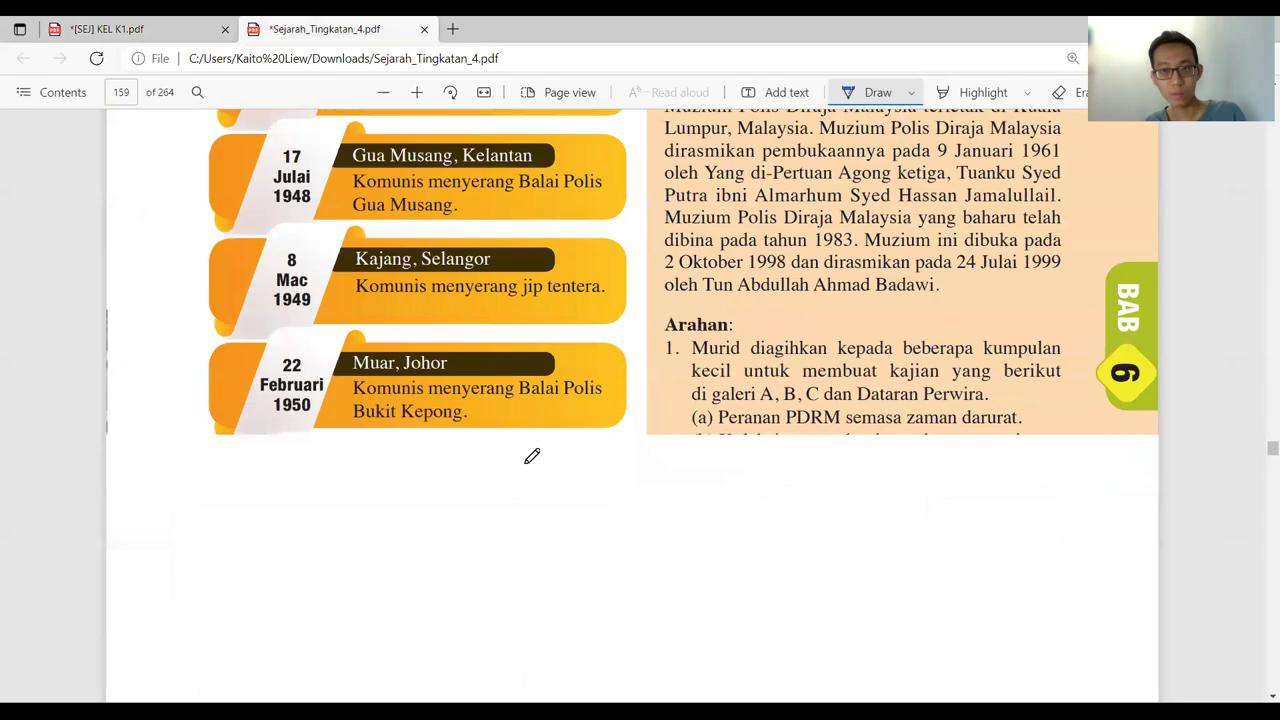 *[SEJ] KEL K1.pdf
*Sejarah_Tingkatan_4.pdf
File
C:/Users/Kaito%20Liew/Downloads/Sejarah_Tingkatan_4.pdf
Contents
159
of 264
Page view
Read aloud
Add text
Draw
Highlight
17
Julai
1948
Gua Musang, Kelantan
Komunis menyerang Balai Polis
Gua Musang.
8
Mac
1949
Kajang, Selangor
Komunis menyerang jip tentera.
22
Februari
1950
Muar, Johor
Komunis menyerang Balai Polis
Bukit Kepong.
Muzium Polis Diraja Malaysia terletak di Kuala
Lumpur, Malaysia. Muzium Polis Diraja Malaysia
dirasmikan pembukaannya pada 9 Januari 1961
oleh Yang di-Pertuan Agong ketiga, Tuanku Syed
Putra ibni Almarhum Syed Hassan Jamalullail.
Muzium Polis Diraja Malaysia yang baharu telah
dibina pada tahun 1983. Muzium ini dibuka pada
2 Oktober 1998 dan dirasmikan pada 24 Julai 1999
oleh Tun Abdullah Ahmad Badawi.
Arahan:
1. Murid diagihkan kepada beberapa kumpulan
kecil untuk membuat kajian yang berikut
di galeri A, B, C dan Dataran Perwira.
(a) Peranan PDRM semasa zaman darurat.
BAB
6